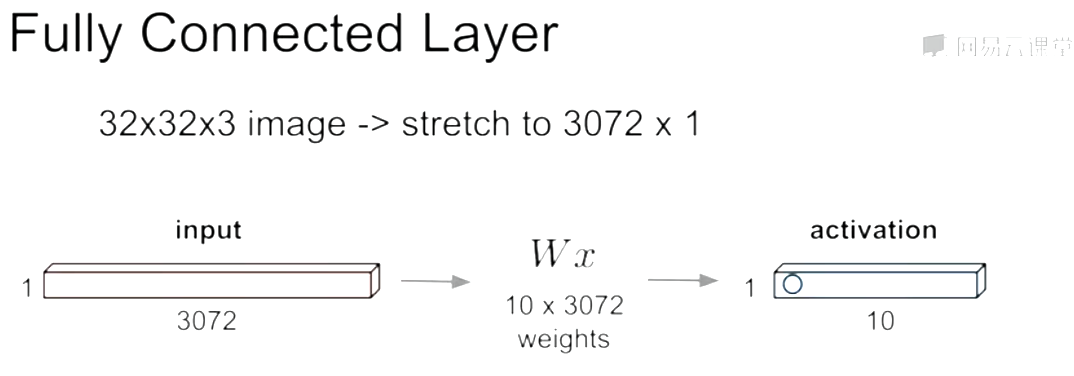 Fully Connected Layer
网易云课堂
32x32x3 image -> stretch to 3072 x 1
input
activation
Wx
1
1
10 x 3072
3072
10
weights